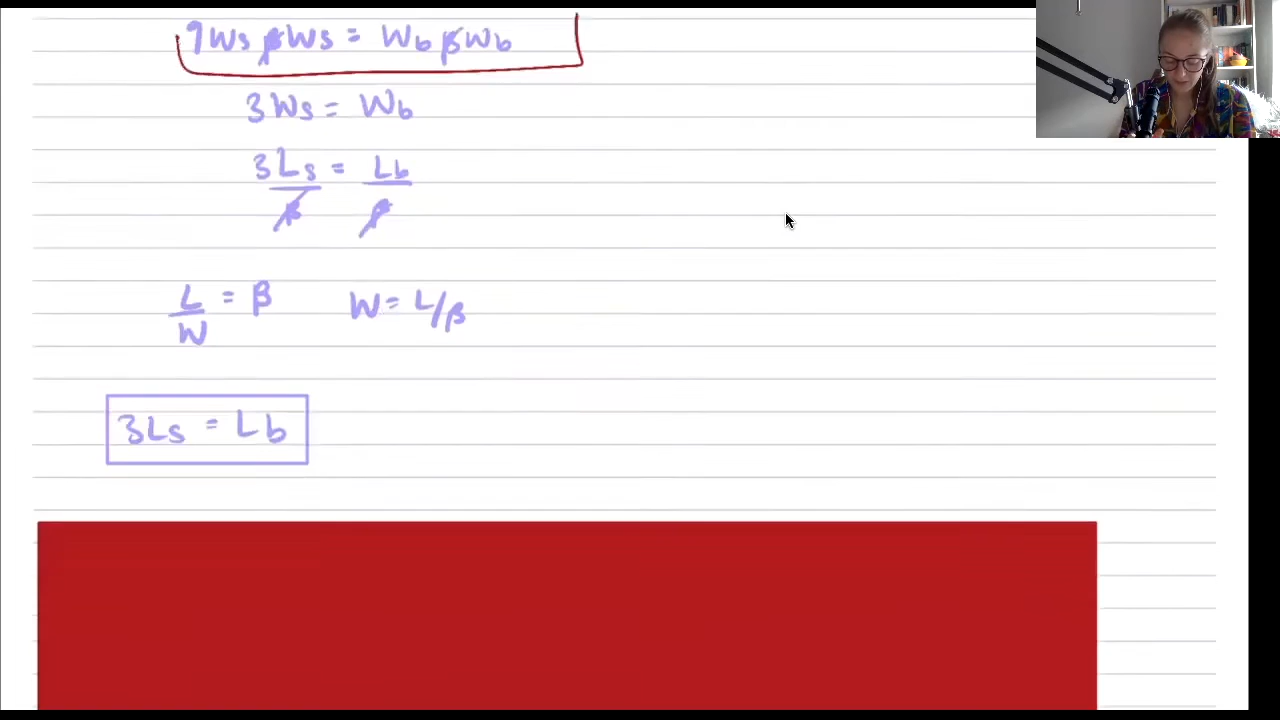 9Ws βWs = Wb βWb
3Ws = Wb
3Ls/β = Lb/β
L/W = β W = L/β
3Ls = Lb